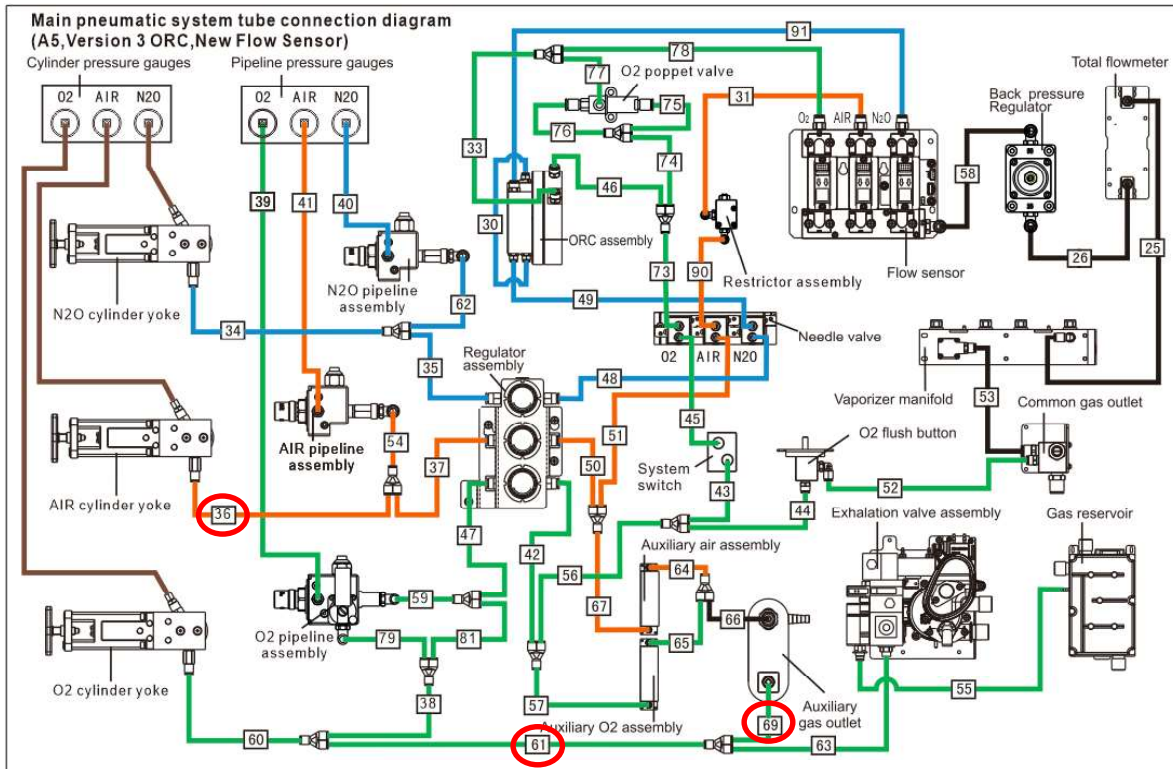 Main pneumatic system tube connection diagram
(A5,Version 3 ORC,New Flow Sensor)
Cylinder pressure gauges
Pipeline pressure gauges
O2 AIR N2O
O2 AIR N2O
91
78
77
O2 poppet valve
75
76
31
33
74
46
30
ORC assembly
O2 AIR N2O
Total flowmeter
Back pressure
Regulator
58
25
26
Flow sensor
Restrictor assembly
39
41
40
N2O pipeline
assembly
62
73
90
49
N2O cylinder yoke
34
35
Regulator
assembly
48
O2 AIR N2O
Needle valve
Vaporizer manifold
53
Common gas outlet
AIR pipeline
assembly
54
37
50
51
45
System
switch
43
O2 flush button
44
52
AIR cylinder yoke
36
47
42
56
Exhalation valve assembly
Gas reservoir
Auxiliary air assembly
64
67
66
65
59
O2 pipeline
assembly
79
81
O2 cylinder yoke
38
57
Auxiliary O2 assembly
Auxiliary
gas outlet
55
60
61
69
63